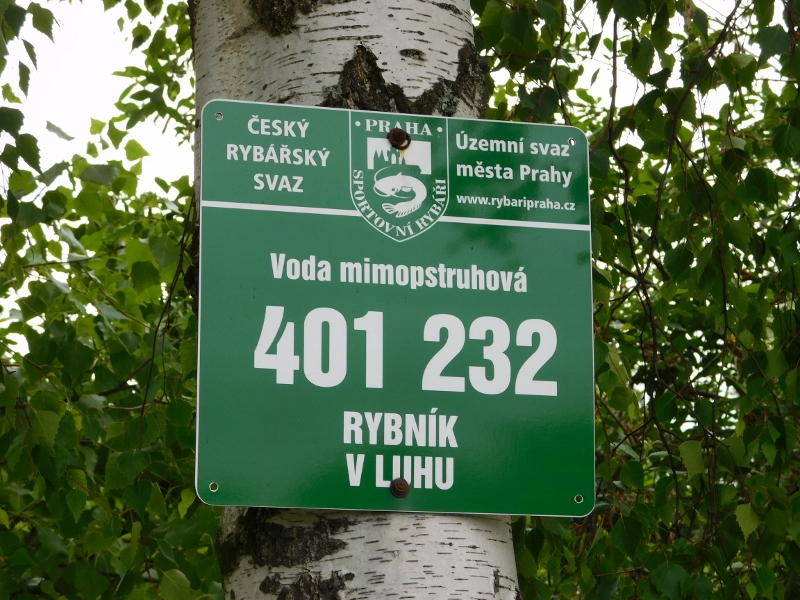 ČESKÝ
RYBÁŘSKÝ
SVAZ
• PRAHA •
SPORTOVNÍ RYBÁŘI
Územní svaz
města Prahy
www.rybaripraha.cz
Voda mimopstruhová
401 232
RYBNÍK
V LUHU